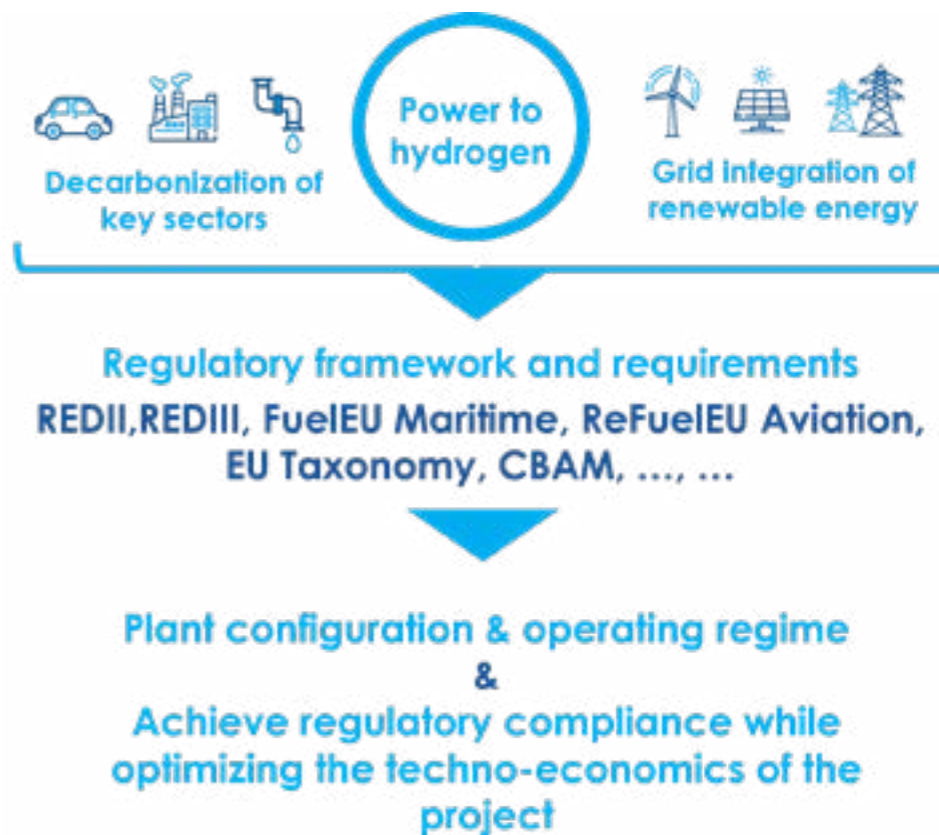 Power to
hydrogen
Decarbonization of
key sectors
Grid integration of
renewable energy
Regulatory framework and requirements
REDII,REDIII, FuelEU Maritime, ReFuelEU Aviation,
EU Taxonomy, CBAM, ..., ...
Plant configuration & operating regime
&
Achieve regulatory compliance while
optimizing the techno-economics of the
project